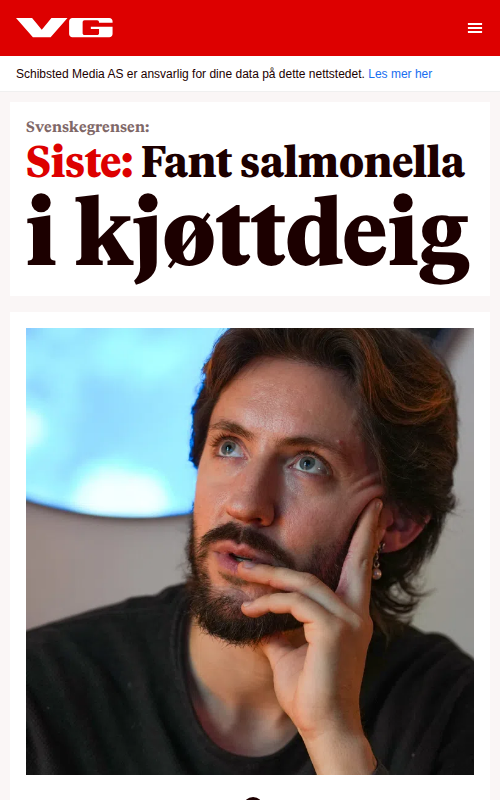 VG
Schibsted Media AS er ansvarlig for dine data på dette nettstedet. Les mer her
Svenskegrensen:
Siste: Fant salmonella
i kjøttdeig